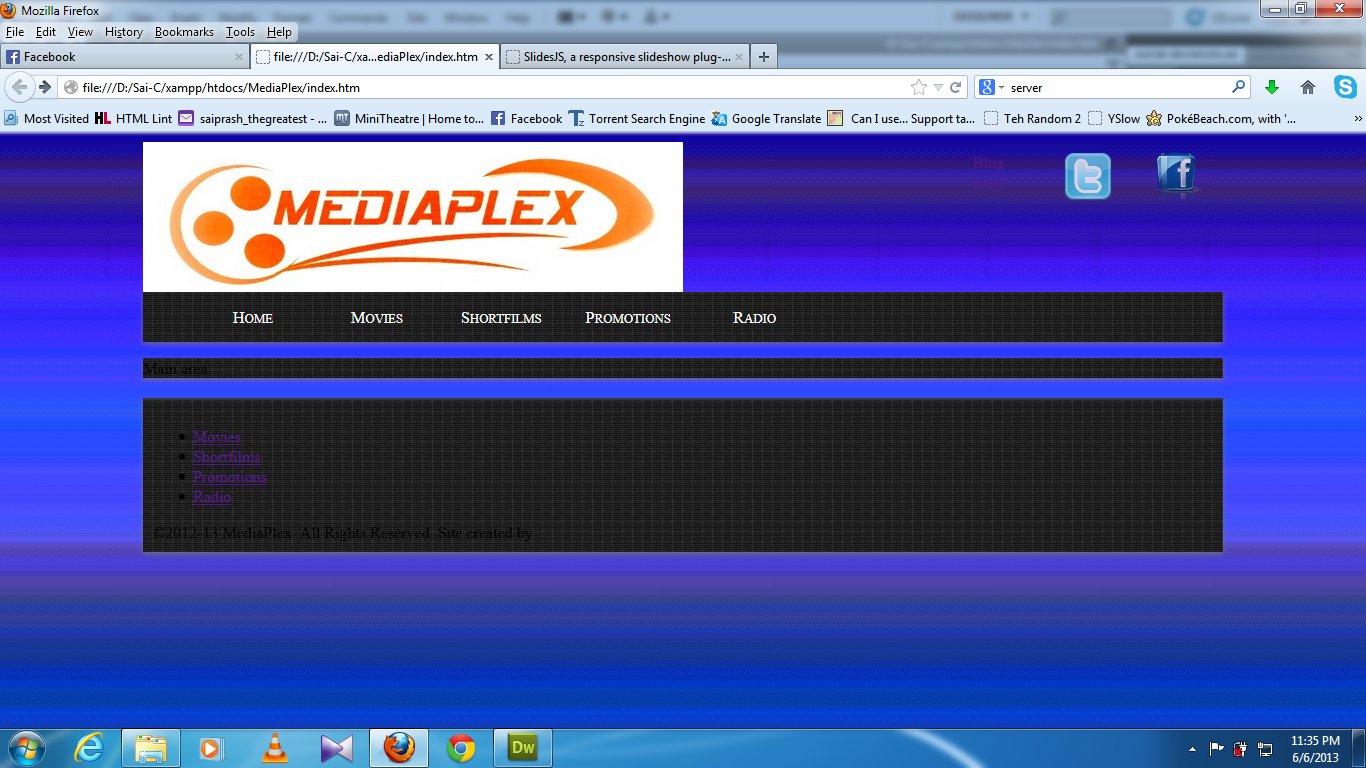 Mozilla Firefox
File Edit View History Bookmarks Tools Help
Facebook file:///D:/Sai-C/xa...ediaPlex/index.htm SlidesJS, a responsive slideshow plug-...
file:///D:/Sai-C/xampp/htdocs/MediaPlex/index.htm server
Most Visited HTML Lint saiprash_thegreatest - ... MiniTheatre | Home to... Facebook Torrent Search Engine Google Translate Can I use... Support ta... Teh Random 2 YSlow PokéBeach.com, with '... »
MEDIAPLEX
Blog
Home Movies Shortfilms Promotions Radio
Main area.
Movies
Shortfilms
Promotions
Radio
©2012-13 MediaPlex. All Rights Reserved. Site created by
Dw
11:35 PM
6/6/2013